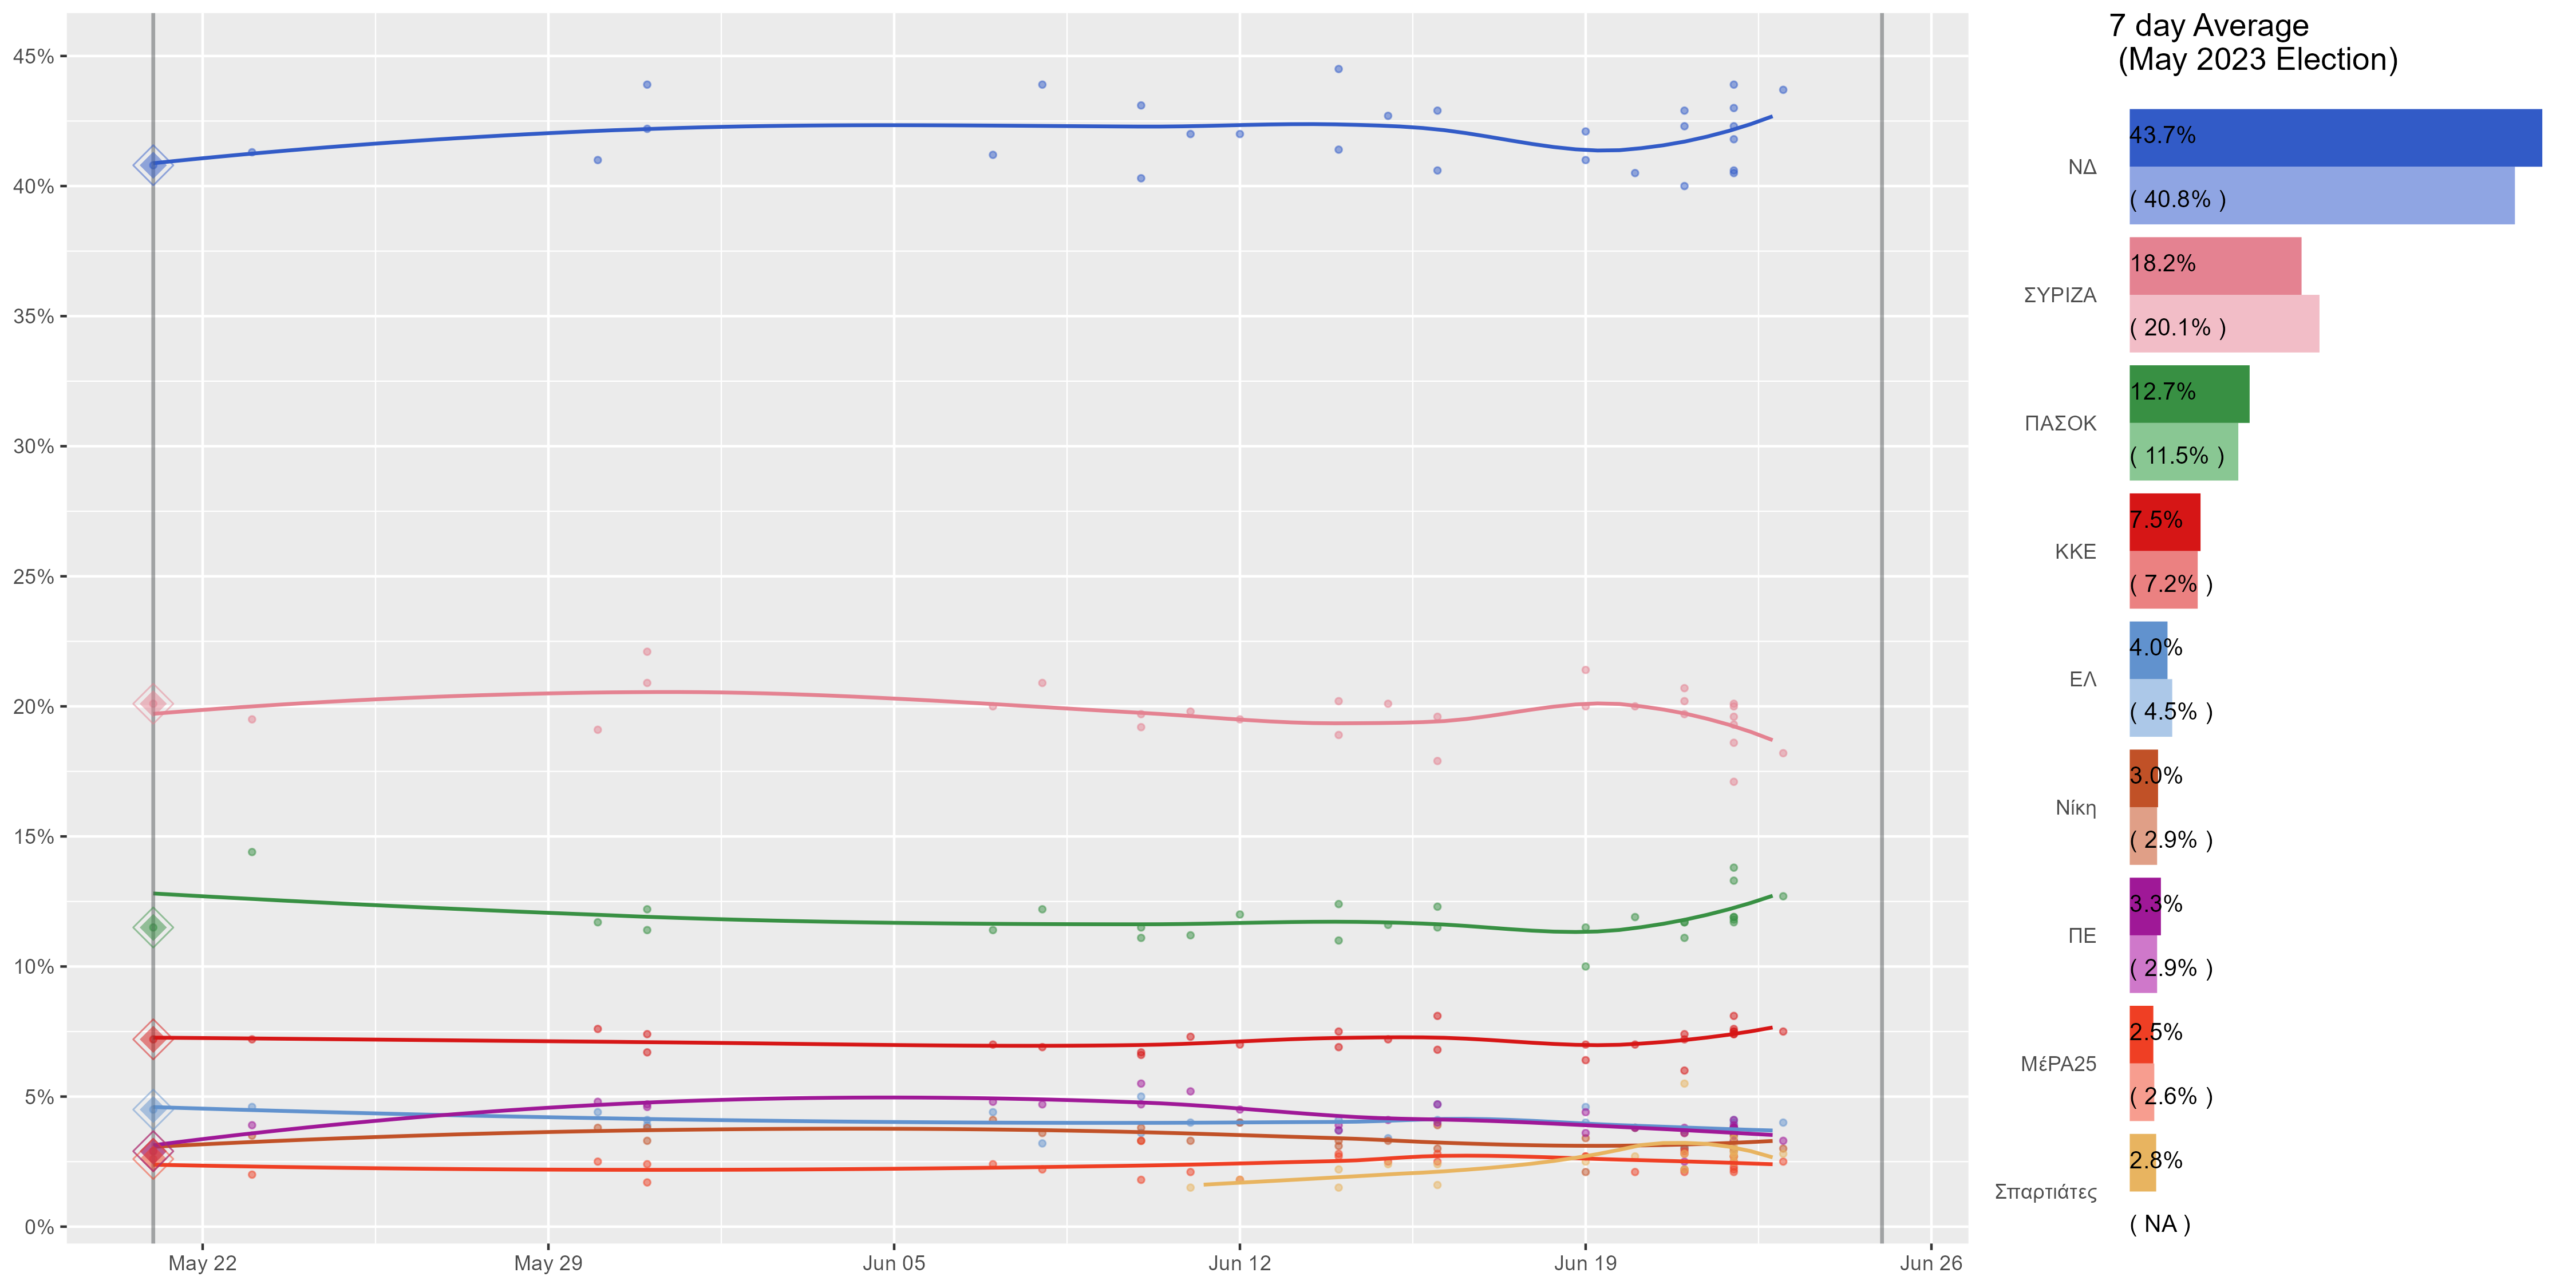 45%
40%
35%
30%
25%
20%
15%
10%
5%
0%
May 22
May 29
Jun 05
Jun 12
Jun 19
Jun 26
7 day Average
(May 2023 Election)
ΝΔ
43.7%
( 40.8% )
ΣΥΡΙΖΑ
18.2%
( 20.1% )
ΠΑΣΟΚ
12.7%
( 11.5% )
ΚΚΕ
7.5%
( 7.2% )
ΕΛ
4.0%
( 4.5% )
Νίκη
3.0%
( 2.9% )
ΠΕ
3.3%
( 2.9% )
ΜέΡΑ25
2.5%
( 2.6% )
Σπαρτιάτες
2.8%
( NA )